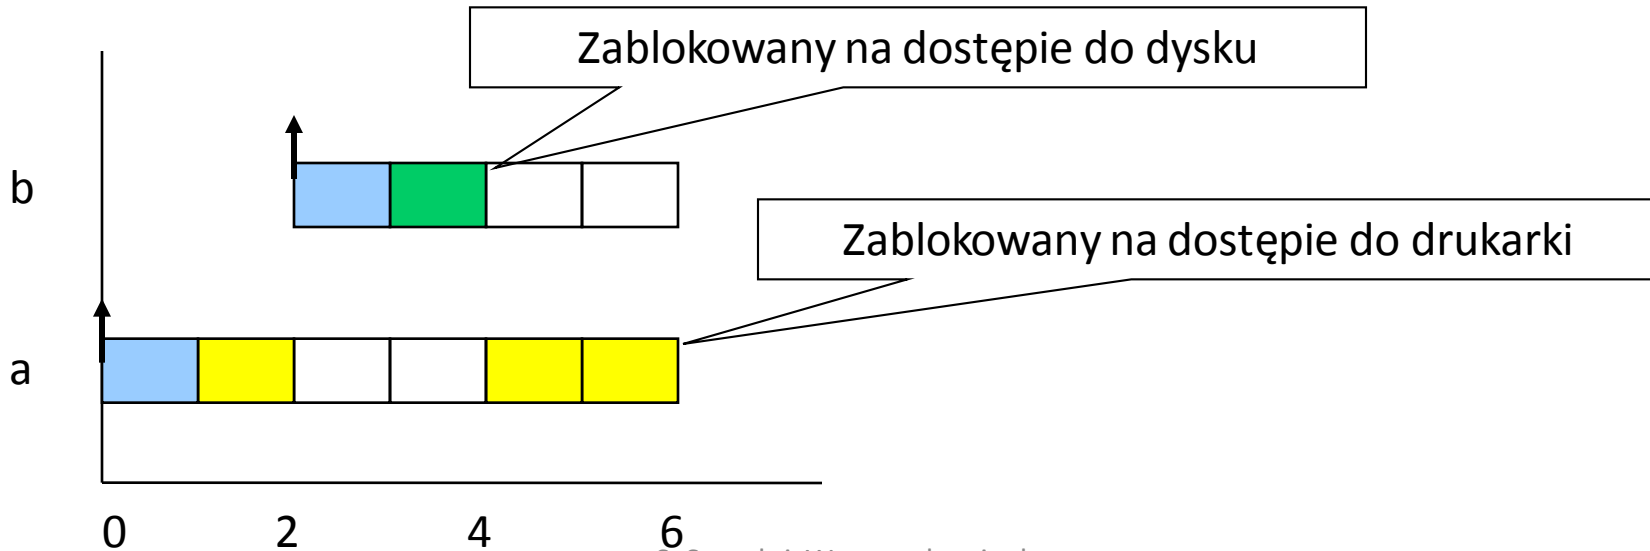 Zablokowany na dostępie do dysku
b
Zablokowany na dostępie do drukarki
a
0 2 4 6